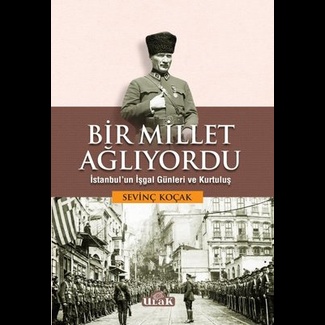 BİR MİLLET
AĞLIYORDU
İstanbul'un İşgal Günleri ve Kurtuluş
SEVİNÇ KOÇAK
ulak